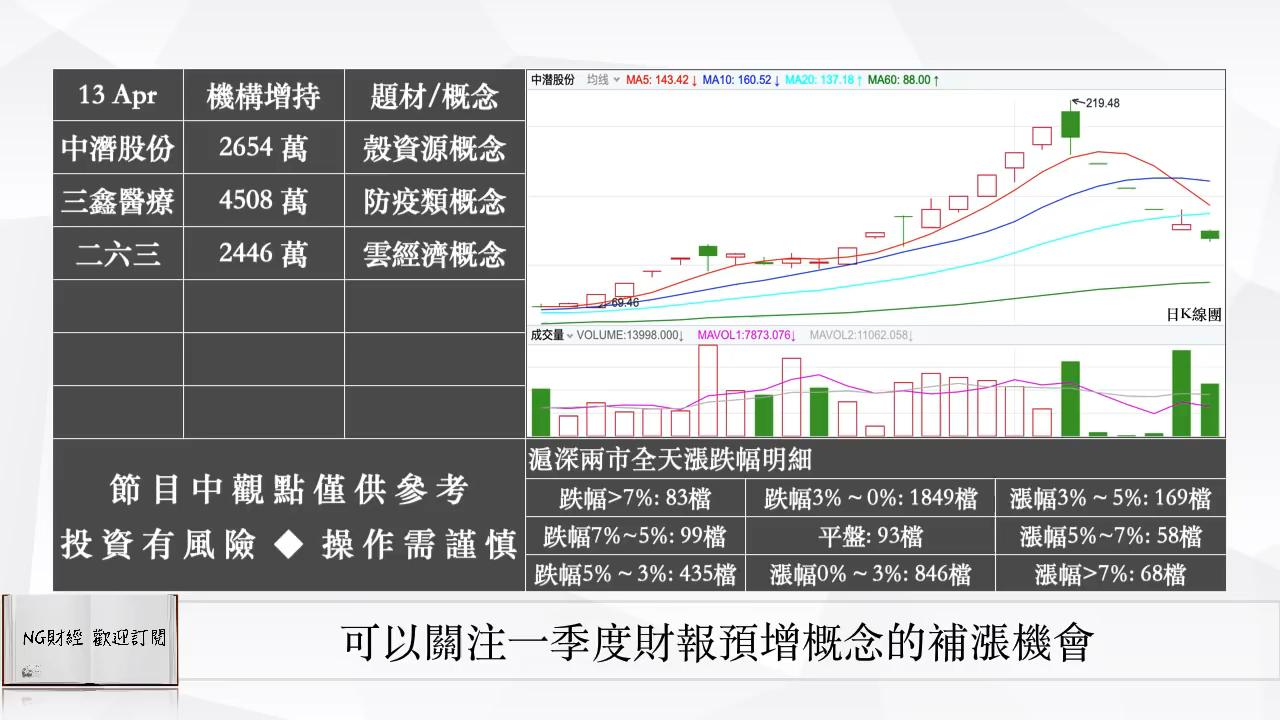 13 Apr 機構增持 題材/概念
中潛股份 2654 萬 殼資源概念
三鑫醫療 4508 萬 防疫類概念
二六三 2446 萬 雲經濟概念
節目中觀點僅供參考
投資有風險 ◆ 操作需謹慎
中潜股份 均线 MA5: 143.42↓ MA10: 160.52↓ MA20: 137.18↑ MA60: 88.00↑
219.48
69.46
日K線圖
成交量 VOLUME:13998.000↓ MAVOL1:7873.076↓ MAVOL2:11062.058↓
滬深兩市全天漲跌幅明細
跌幅>7%: 83檔 跌幅3% ~ 0%: 1849檔 漲幅3% ~ 5%: 169檔
跌幅7%~5%: 99檔 平盤: 93檔 漲幅5%~7%: 58檔
跌幅5% ~ 3%: 435檔 漲幅0% ~ 3%: 846檔 漲幅>7%: 68檔
NG財經 歡迎訂閱
可以關注一季度財報預增概念的補漲機會